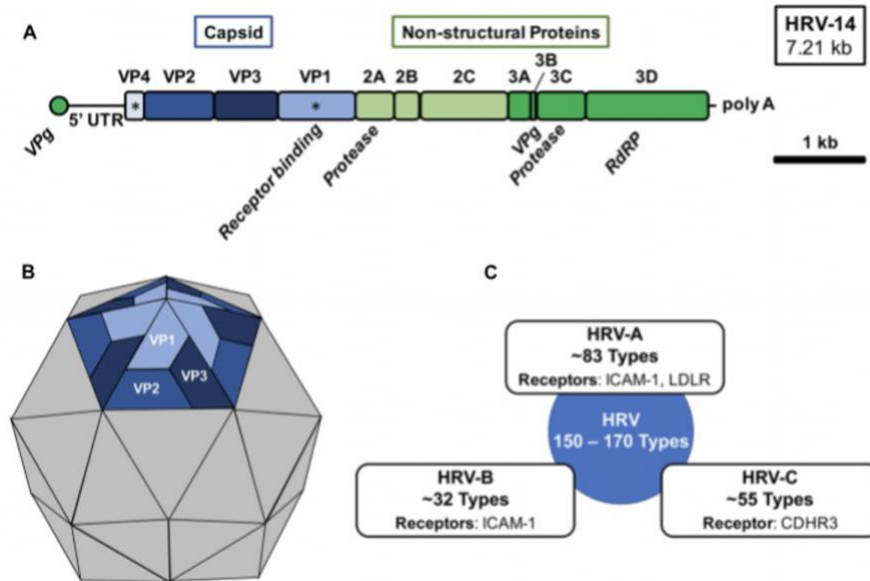 A
Capsid
Non-structural Proteins
HRV-14
7.21 kb
3B
VP4 VP2 VP3 VP1 2A 2B 2C 3A 3C 3D
* *
poly A
5' UTR
VPg
Receptor binding
Protease
VPg
Protease
RdRP
1 kb
B
VP1
VP2
VP3
C
HRV-A
~83 Types
Receptors: ICAM-1, LDLR
HRV
150 – 170 Types
HRV-B
~32 Types
Receptors: ICAM-1
HRV-C
~55 Types
Receptor: CDHR3